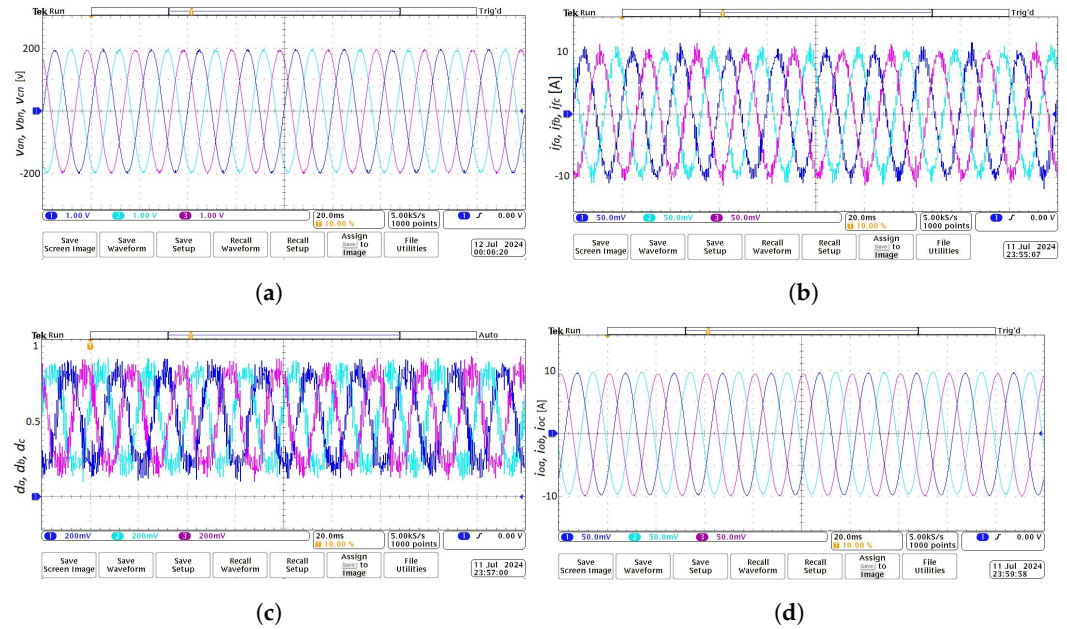 Tek Run Trig'd
200
-200
van, vbn, vcn [v]
1
1 1.00 V 2 1.00 V 3 1.00 V 20.0ms 5.00kS/s 1 0.00 V
T 10.00 % 1000 points
Save Screen Image
Save Waveform
Save Setup
Recall Waveform
Recall Setup
Assign Save to Image
File Utilities
12 Jul 2024
00:06:20
(a)
Tek Run Trig'd
10
-10
ifa, ifb, ifc [A]
1
1 50.0mV 2 50.0mV 3 50.0mV 20.0ms 5.00kS/s 1 0.00 V
T 10.00 % 1000 points
Save Screen Image
Save Waveform
Save Setup
Recall Waveform
Recall Setup
Assign Save to Image
File Utilities
11 Jul 2024
23:55:07
(b)
Tek Run Auto
T
1
0.5
da, db, dc
1
1 200mV 2 200mV 3 200mV 20.0ms 5.00kS/s 1 0.00 V
T 10.00 % 1000 points
Save Screen Image
Save Waveform
Save Setup
Recall Waveform
Recall Setup
Assign Save to Image
File Utilities
11 Jul 2024
23:57:00
(c)
Tek Run Trig'd
10
-10
ioa, iob, ioc [A]
1
1 50.0mV 2 50.0mV 3 50.0mV 20.0ms 5.00kS/s 1 0.00 V
T 10.00 % 1000 points
Save Screen Image
Save Waveform
Save Setup
Recall Waveform
Recall Setup
Assign Save to Image
File Utilities
11 Jul 2024
23:59:58
(d)